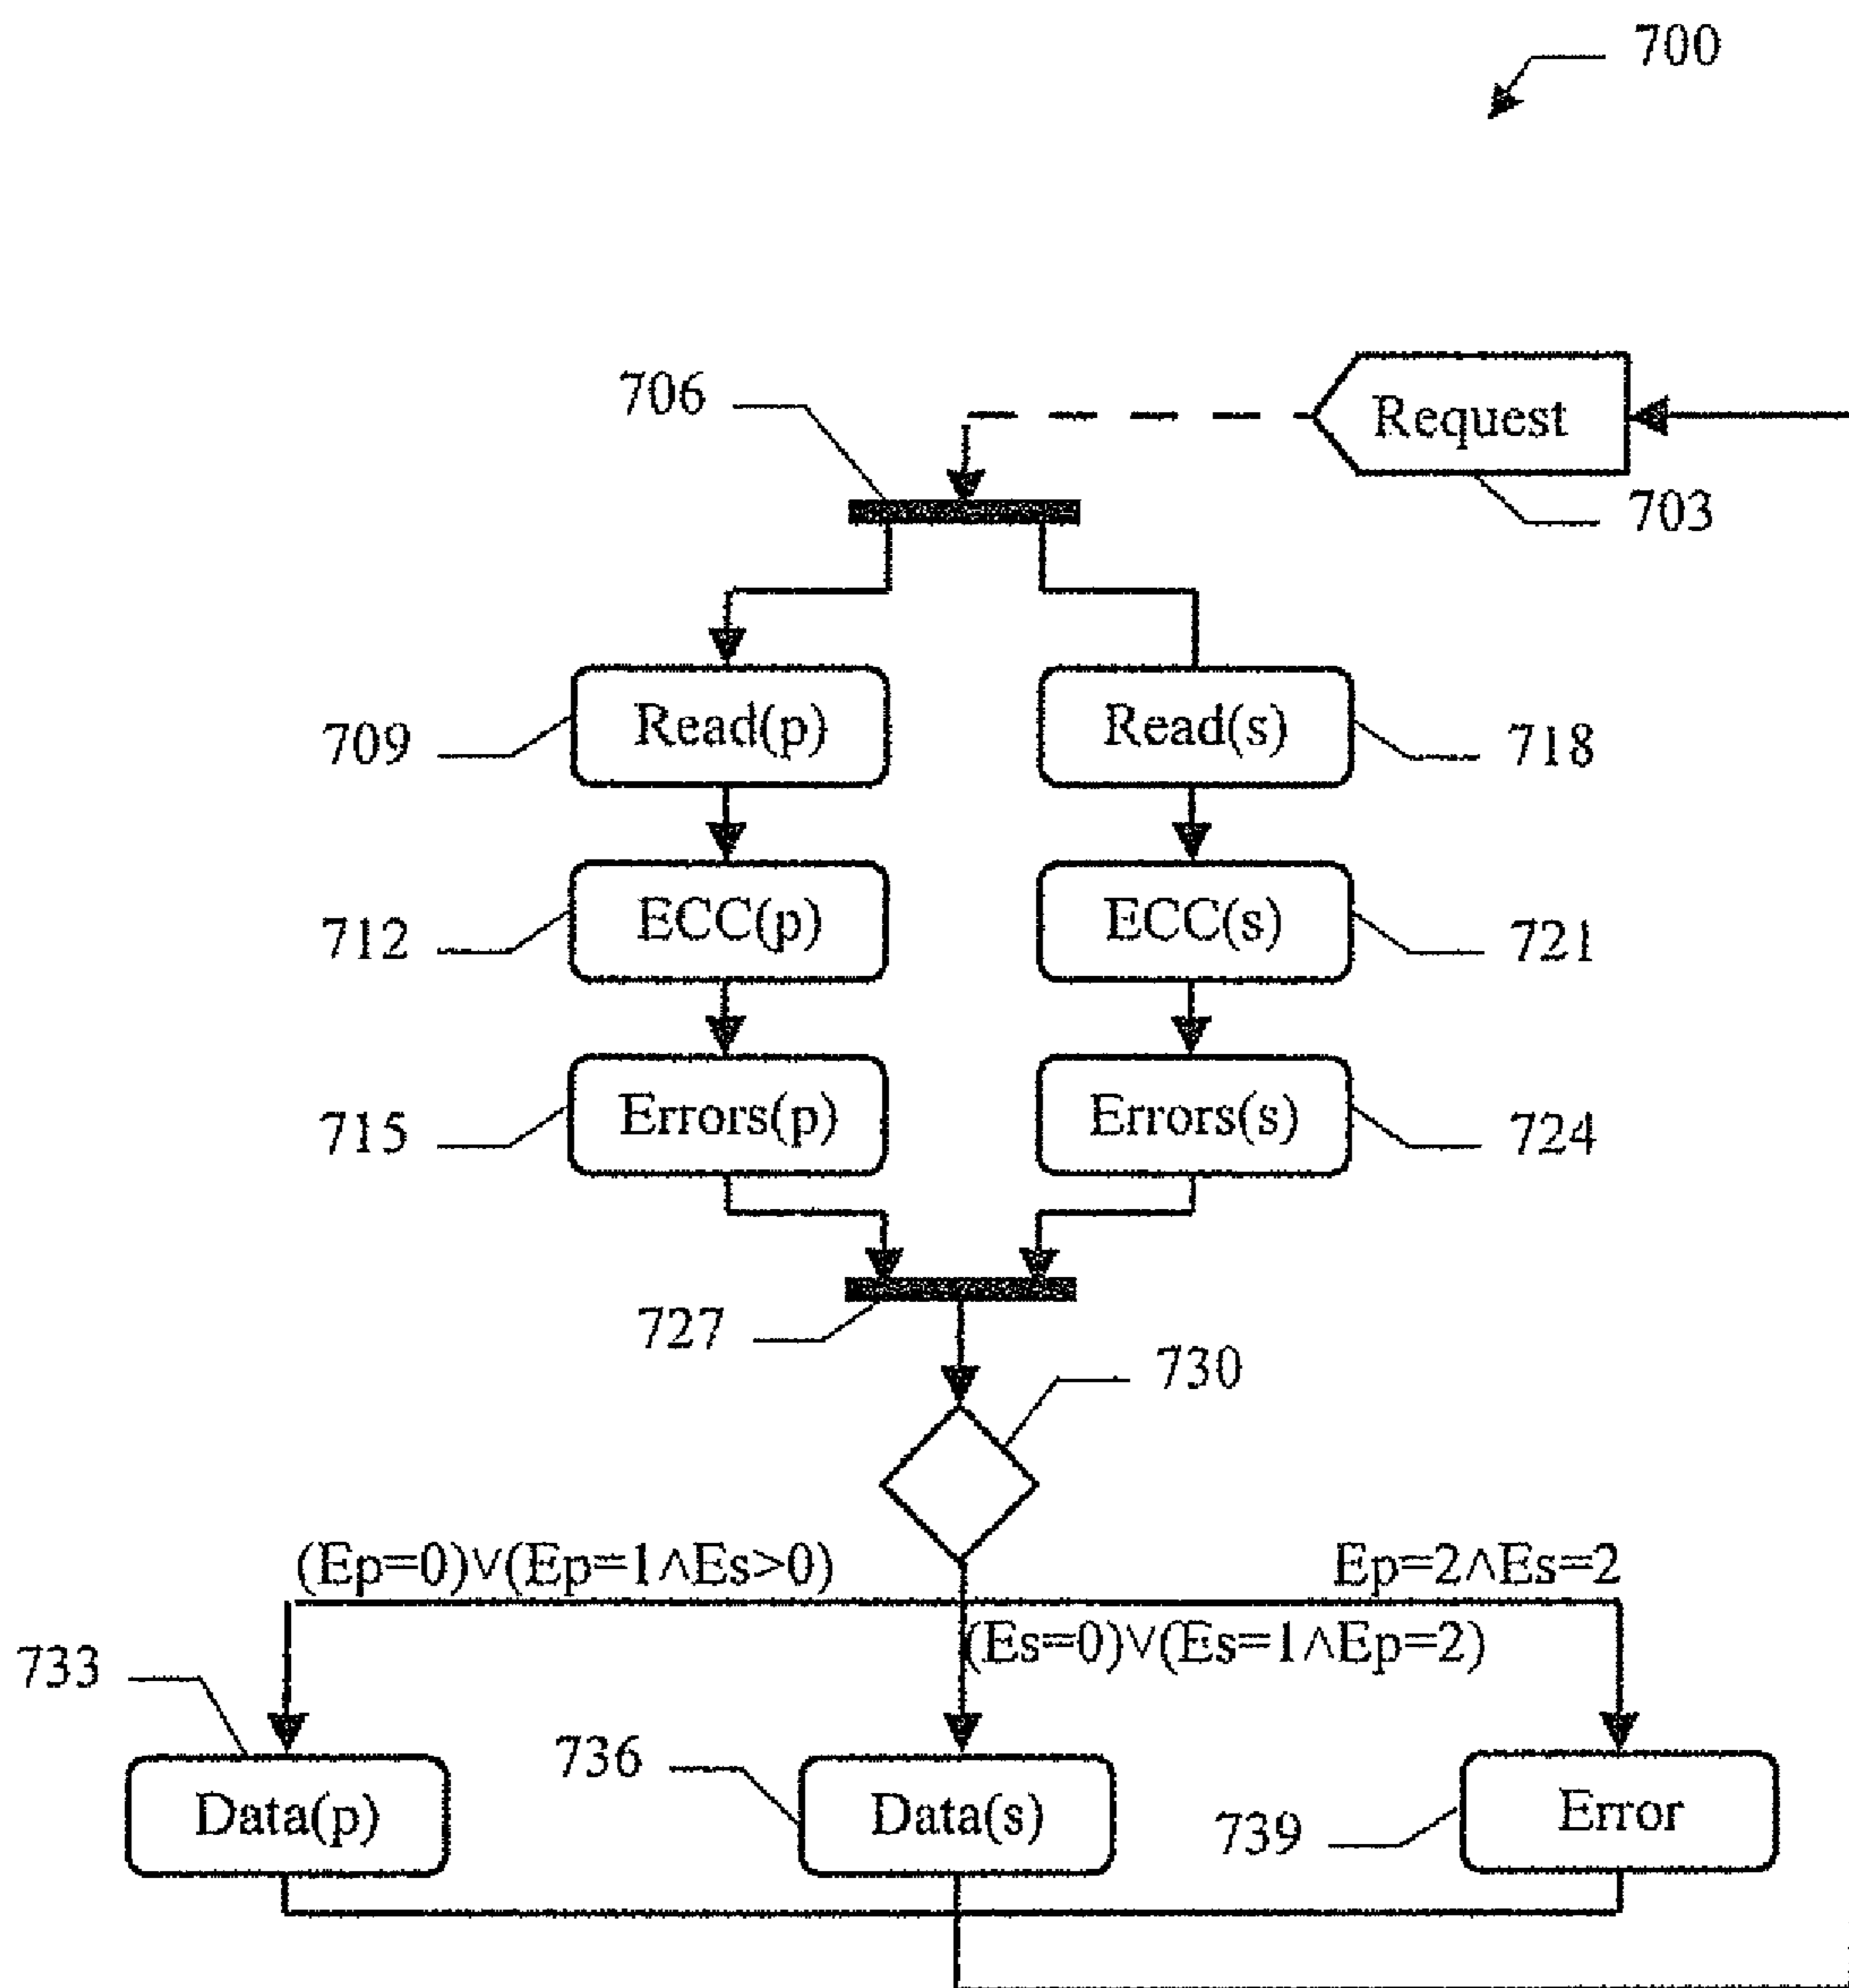 700
706
Request
703
Read(p)
Read(s)
709
718
ECC(p)
ECC(s)
712
721
Errors(p)
Errors(s)
715
724
727
730
(Ep=0)∨(Ep=1∧Es>0)
Ep=2∧Es=2
(Es=0)∨(Es=1∧Ep=2)
733
736
Data(p)
Data(s)
739
Error